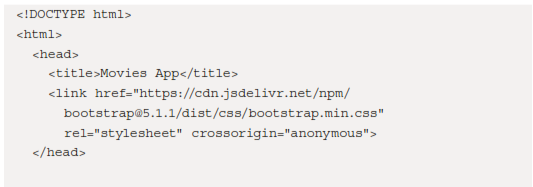 <!DOCTYPE html>
<html>
<head>
<title>Movies App</title>
<link href="https://cdn.jsdelivr.net/npm/
bootstrap@5.1.1/dist/css/bootstrap.min.css"
rel="stylesheet" crossorigin="anonymous">
</head>